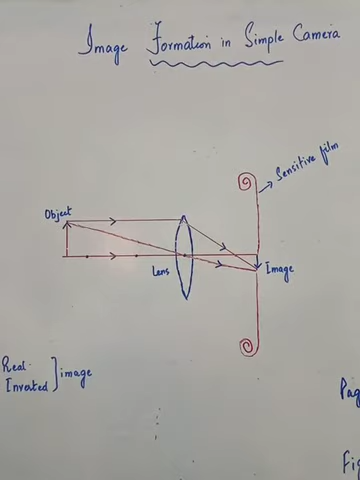 Image Formation in Simple Camera
Sensitive film
Object
Lens
Image
Real
Inverted ] image
Pag
Fig